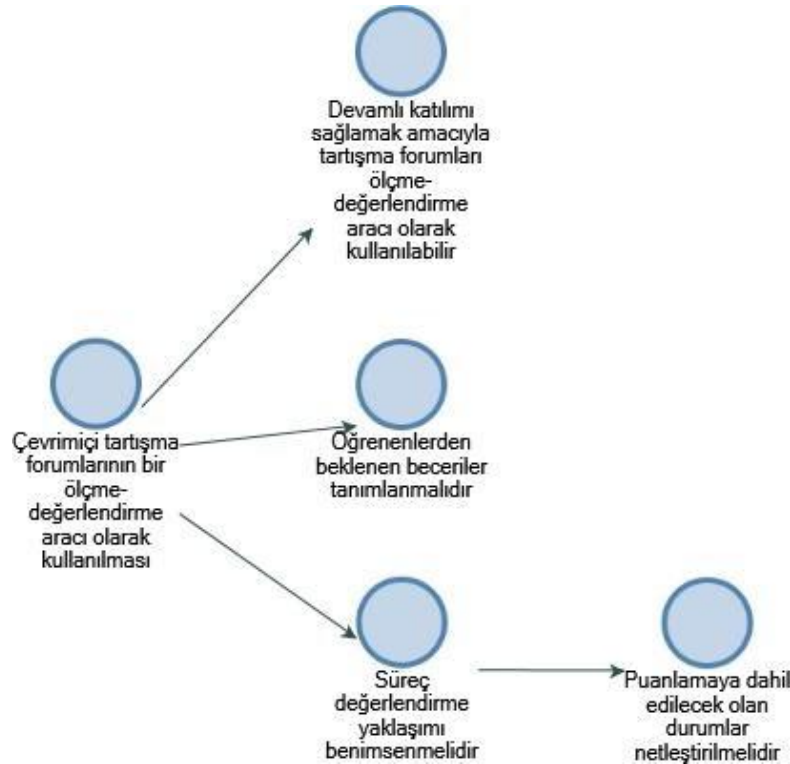 Devamlı katılımı
sağlamak amacıyla
tartışma forumları
ölçme-
değerlendirme
aracı olarak
kullanılabilir
Çevrimiçi tartışma
forumlarının bir
ölçme-
değerlendirme
aracı olarak
kullanılması
Öğrenenlerden
beklenen beceriler
tanımlanmalıdır
Süreç
değerlendirme
yaklaşımı
benimsenmelidir
Puanlamaya dahil
edilecek olan
durumlar
netleştirilmelidir